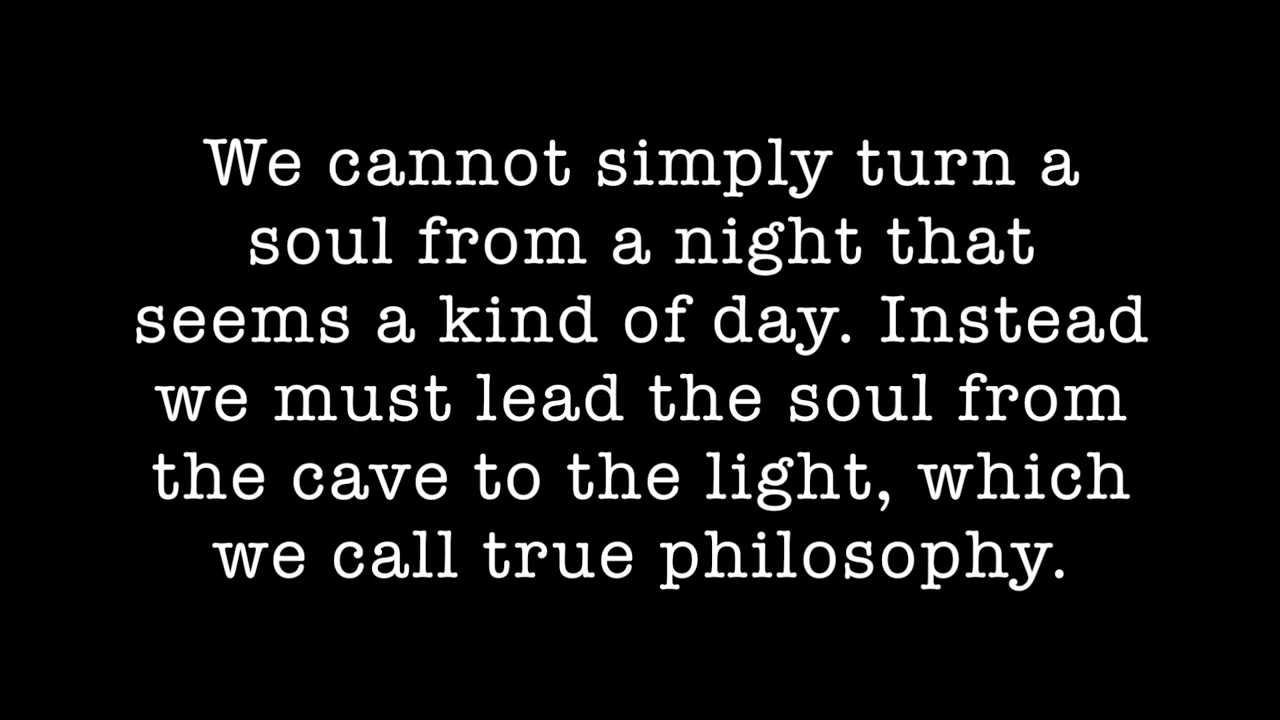 We cannot simply turn a
soul from a night that
seems a kind of day. Instead
we must lead the soul from
the cave to the light, which
we call true philosophy.